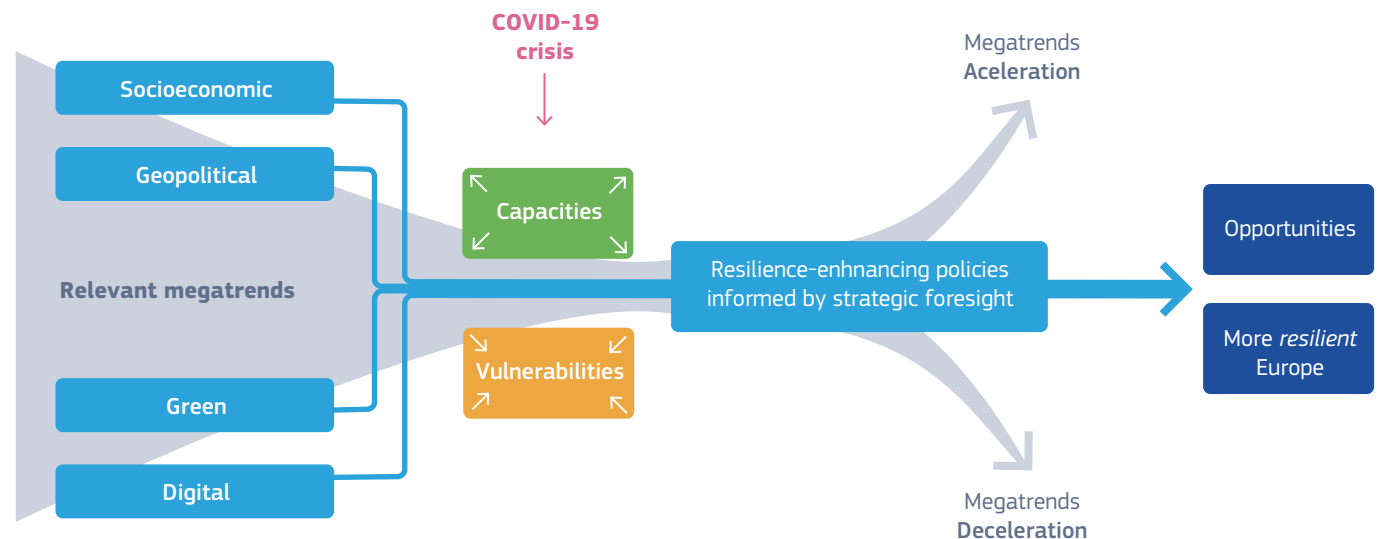 COVID-19
crisis
Socioeconomic
Geopolitical
Relevant megatrends
Green
Digital
Capacities
Vulnerabilities
Resilience-enhnancing policies
informed by strategic foresight
Megatrends
Aceleration
Megatrends
Deceleration
Opportunities
More resilient
Europe